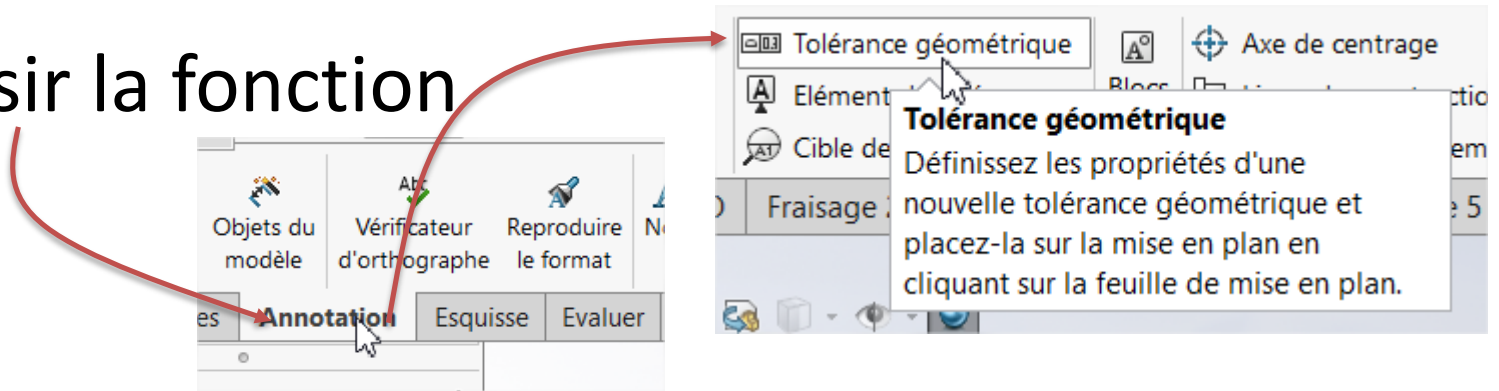 sir la fonction
Objets du modèle
Vérificateur d'orthographe
Reproduire le format
Annotation
Esquisse
Evaluer
Tolérance géométrique
Axe de centrage
Elément
Blocs
Cible de
Tolérance géométrique
Définissez les propriétés d'une
nouvelle tolérance géométrique et
placez-la sur la mise en plan en
cliquant sur la feuille de mise en plan.
Fraisage
5